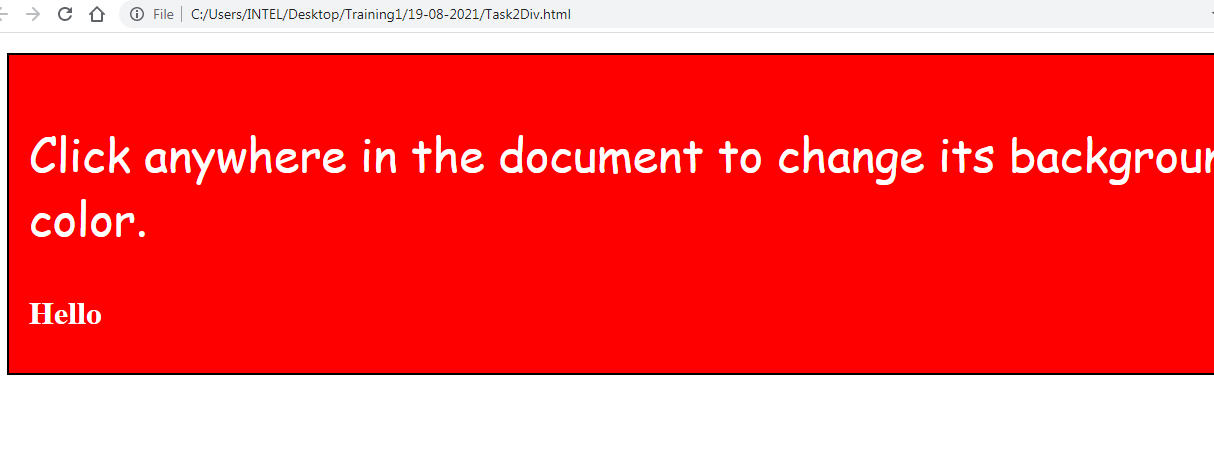 File C:/Users/INTEL/Desktop/Training1/19-08-2021/Task2Div.html
Click anywhere in the document to change its backgroun
color.
Hello